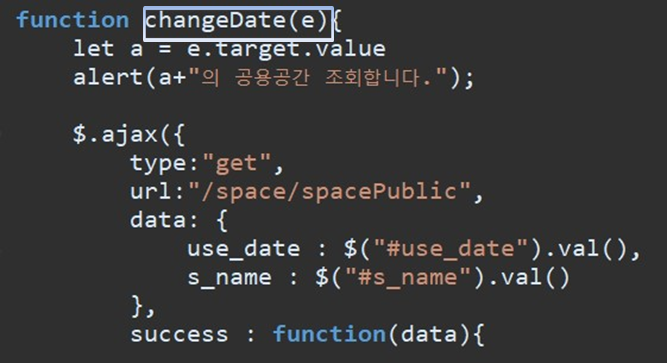 function changeDate(e){
let a = e.target.value
alert(a+"의 공용공간 조회합니다.");
$.ajax({
type:"get",
url:"/space/spacePublic",
data: {
use_date : $("#use_date").val(),
s_name : $("#s_name").val()
},
success : function(data){